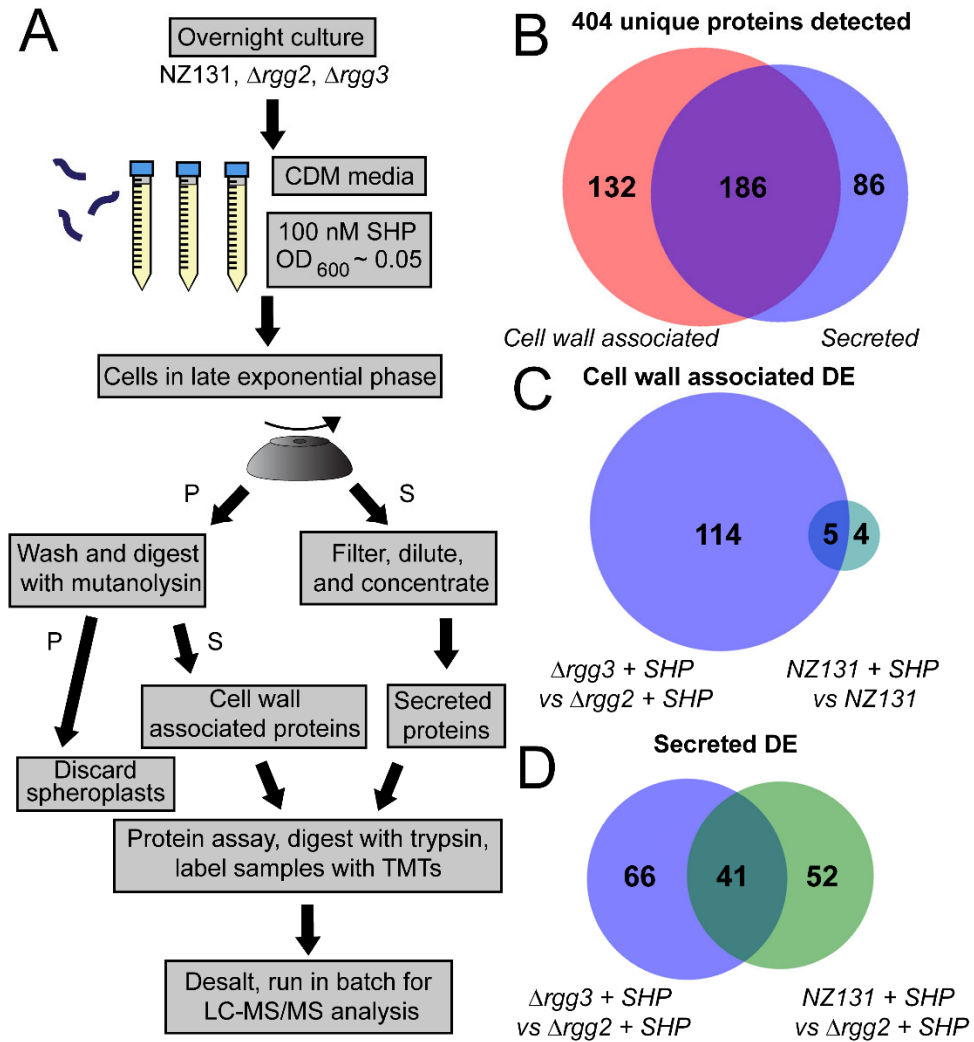 A
Overnight culture
NZ131, Δrgg2, Δrgg3
CDM media
100 nM SHP
OD600 ~ 0.05
Cells in late exponential phase
P
S
Wash and digest
with mutanolysin
Filter, dilute,
and concentrate
P
S
Cell wall
associated proteins
Secreted
proteins
Discard
spheroplasts
Protein assay, digest with trypsin,
label samples with TMTs
Desalt, run in batch for
LC-MS/MS analysis
B
404 unique proteins detected
132
186
86
Cell wall associated
Secreted
C
Cell wall associated DE
114
5
4
Δrgg3 + SHP
vs Δrgg2 + SHP
NZ131 + SHP
vs NZ131
D
Secreted DE
66
41
52
Δrgg3 + SHP
vs Δrgg2 + SHP
NZ131 + SHP
vs Δrgg2 + SHP